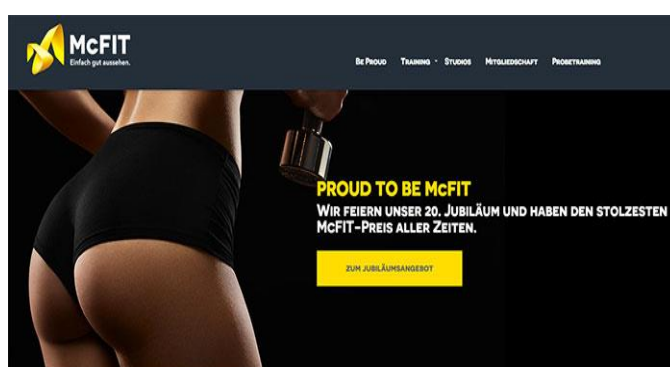 McFIT
Einfach gut aussehen.
BE PROUD TRAINING STUDIOS MITGLIEDSCHAFT PROBETRAINING
PROUD TO BE McFIT
WIR FEIERN UNSER 20. JUBILÄUM UND HABEN DEN STOLZESTEN
McFIT-PREIS ALLER ZEITEN.
ZUM JUBILÄUMSANGEBOT